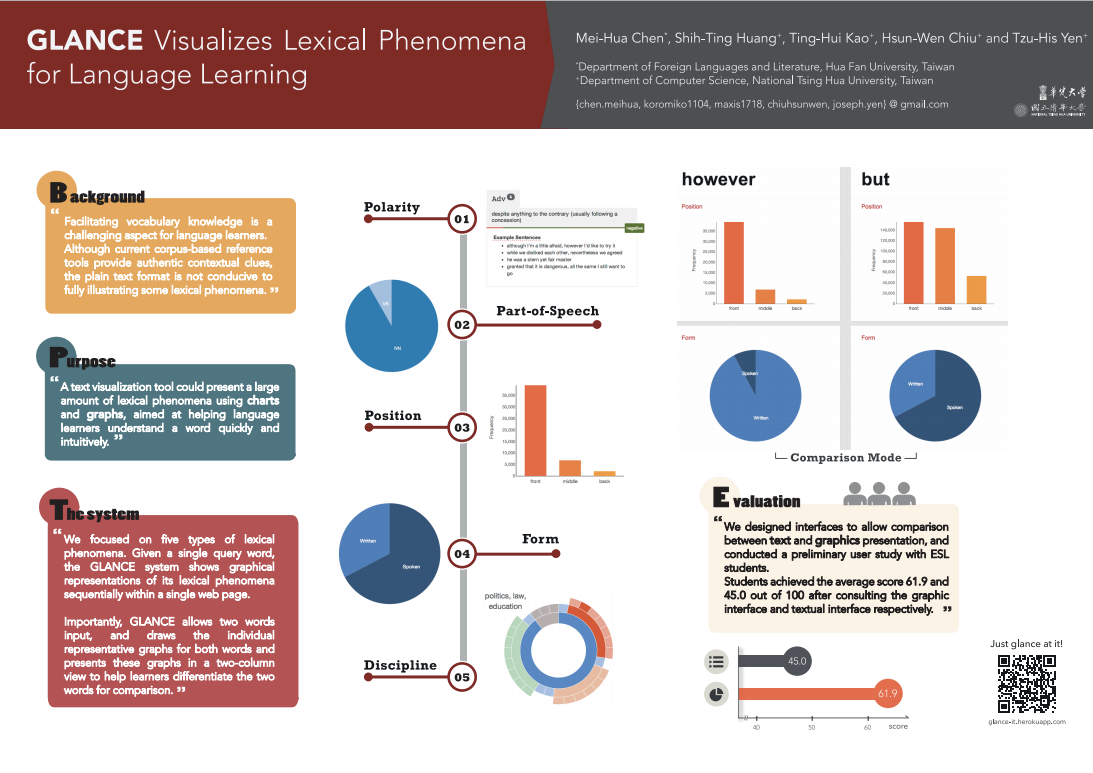 GLANCE Visualizes Lexical Phenomena
for Language Learning
Mei-Hua Chen*, Shih-Ting Huang+, Ting-Hui Kao+, Hsun-Wen Chiu+ and Tzu-His Yen+
*Department of Foreign Languages and Literature, Hua Fan University, Taiwan
+Department of Computer Science, National Tsing Hua University, Taiwan
{chen.meihua, koromiko1104, maxis1718, chiuhsunwen, joseph.yen} @ gmail.com
華梵大學
國立清華大學
NATIONAL TSING HUA UNIVERSITY
Background
“ Facilitating vocabulary knowledge is a
challenging aspect for language learners.
Although current corpus-based reference
tools provide authentic contextual clues,
the plain text format is not conducive to
fully illustrating some lexical phenomena. ”
Purpose
“ A text visualization tool could present a large
amount of lexical phenomena using charts
and graphs, aimed at helping language
learners understand a word quickly and
intuitively. ”
The system
“ We focused on five types of lexical
phenomena. Given a single query word,
the GLANCE system shows graphical
representations of its lexical phenomena
sequentially within a single web page.
Importantly, GLANCE allows two words
input, and draws the individual
representative graphs for both words and
presents these graphs in a two-column
view to help learners differentiate the two
words for comparison. ”
Polarity
01
Adv
despite anything to the contrary (usually following a
concession)
negative
Example Sentences
although I'm a little afraid, however I'd like to try it
while we disliked each other, nevertheless we agreed
he was a stern yet fair master
granted that it is dangerous, all the same I still want to
go
Part-of-Speech
02
VB
NN
Position
03
Frequency
35,000
30,000
25,000
20,000
15,000
10,000
5,000
0
front middle back
Form
04
Written
Spoken
politics, law,
education
Discipline
05
however
Position
Frequency
35,000
30,000
25,000
20,000
15,000
10,000
5,000
0
front middle back
Form
Spoken
Written
but
Position
Frequency
140,000
120,000
100,000
80,000
60,000
40,000
20,000
0
front middle back
Form
Written
Spoken
Comparison Mode
Evaluation
“ We designed interfaces to allow comparison
between text and graphics presentation, and
conducted a preliminary user study with ESL
students.
Students achieved the average score 61.9 and
45.0 out of 100 after consulting the graphic
interface and textual interface respectively. ”
45.0
61.9
40 50 60 score
Just glance at it!
glance-it.herokuapp.com